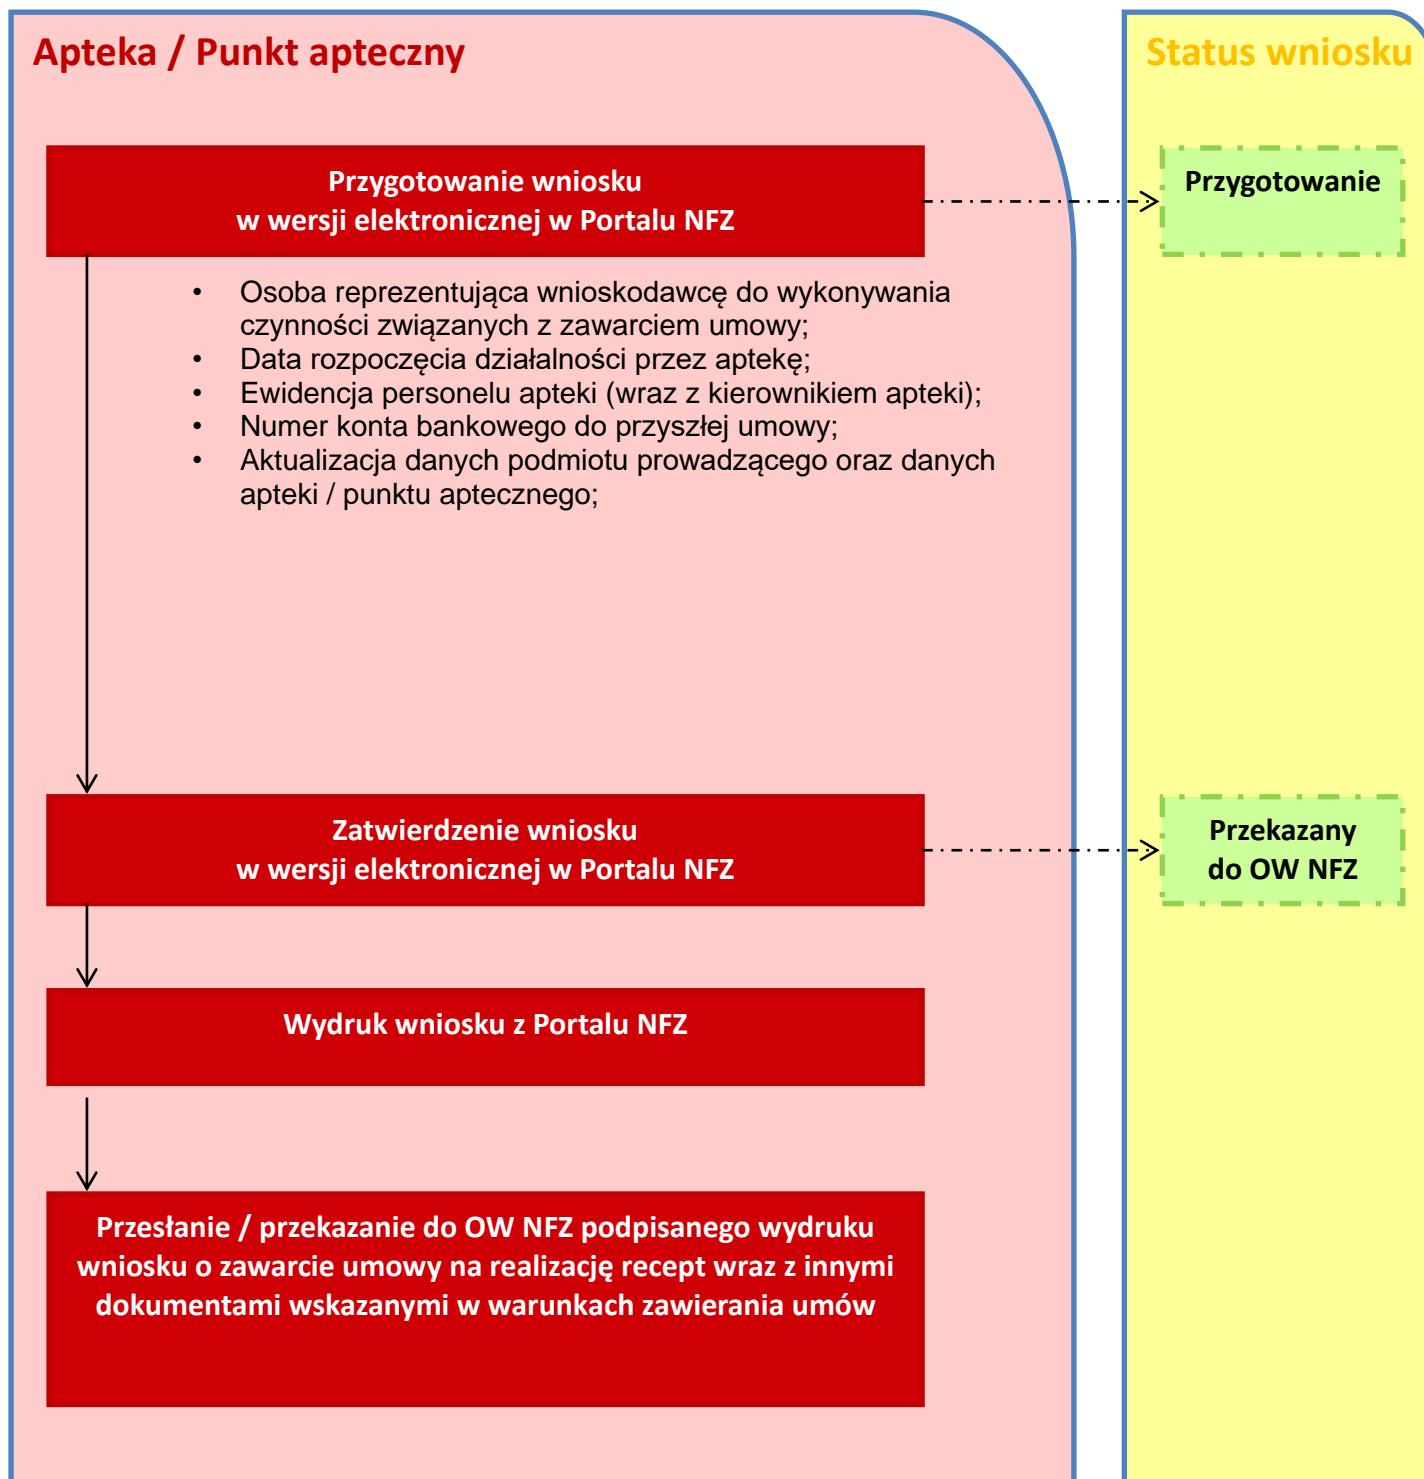 Apteka / Punkt apteczny
Status wniosku
Przygotowanie wniosku
w wersji elektronicznej w Portalu NFZ
Przygotowanie
• Osoba reprezentująca wnioskodawcę do wykonywania
czynności związanych z zawarciem umowy;
• Data rozpoczęcia działalności przez aptekę;
• Ewidencja personelu apteki (wraz z kierownikiem apteki);
• Numer konta bankowego do przyszłej umowy;
• Aktualizacja danych podmiotu prowadzącego oraz danych
apteki / punktu aptecznego;
Zatwierdzenie wniosku
w wersji elektronicznej w Portalu NFZ
Przekazany
do OW NFZ
Wydruk wniosku z Portalu NFZ
Przesłanie / przekazanie do OW NFZ podpisanego wydruku
wniosku o zawarcie umowy na realizację recept wraz z innymi
dokumentami wskazanymi w warunkach zawierania umów